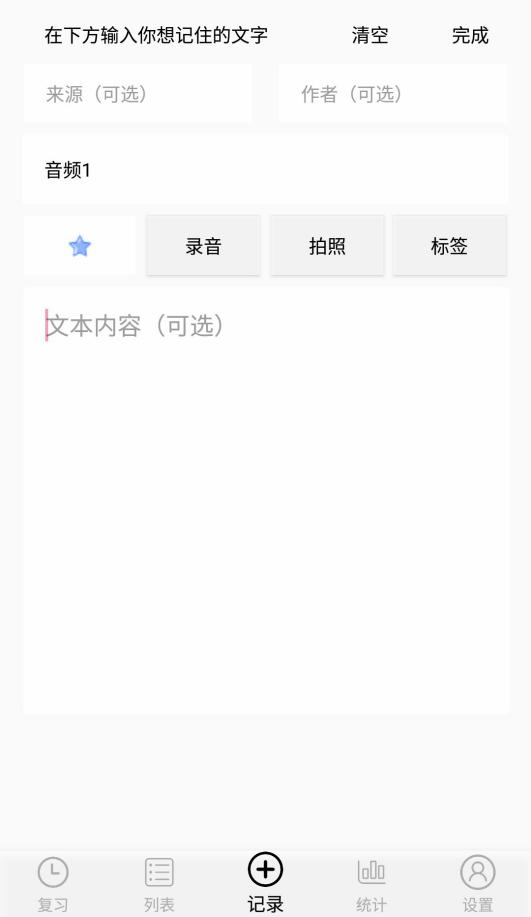 在下方输入你想记住的文字 清空 完成
来源（可选） 作者（可选）
音频1
录音 拍照 标签
文本内容（可选）
复习 列表 记录 统计 设置